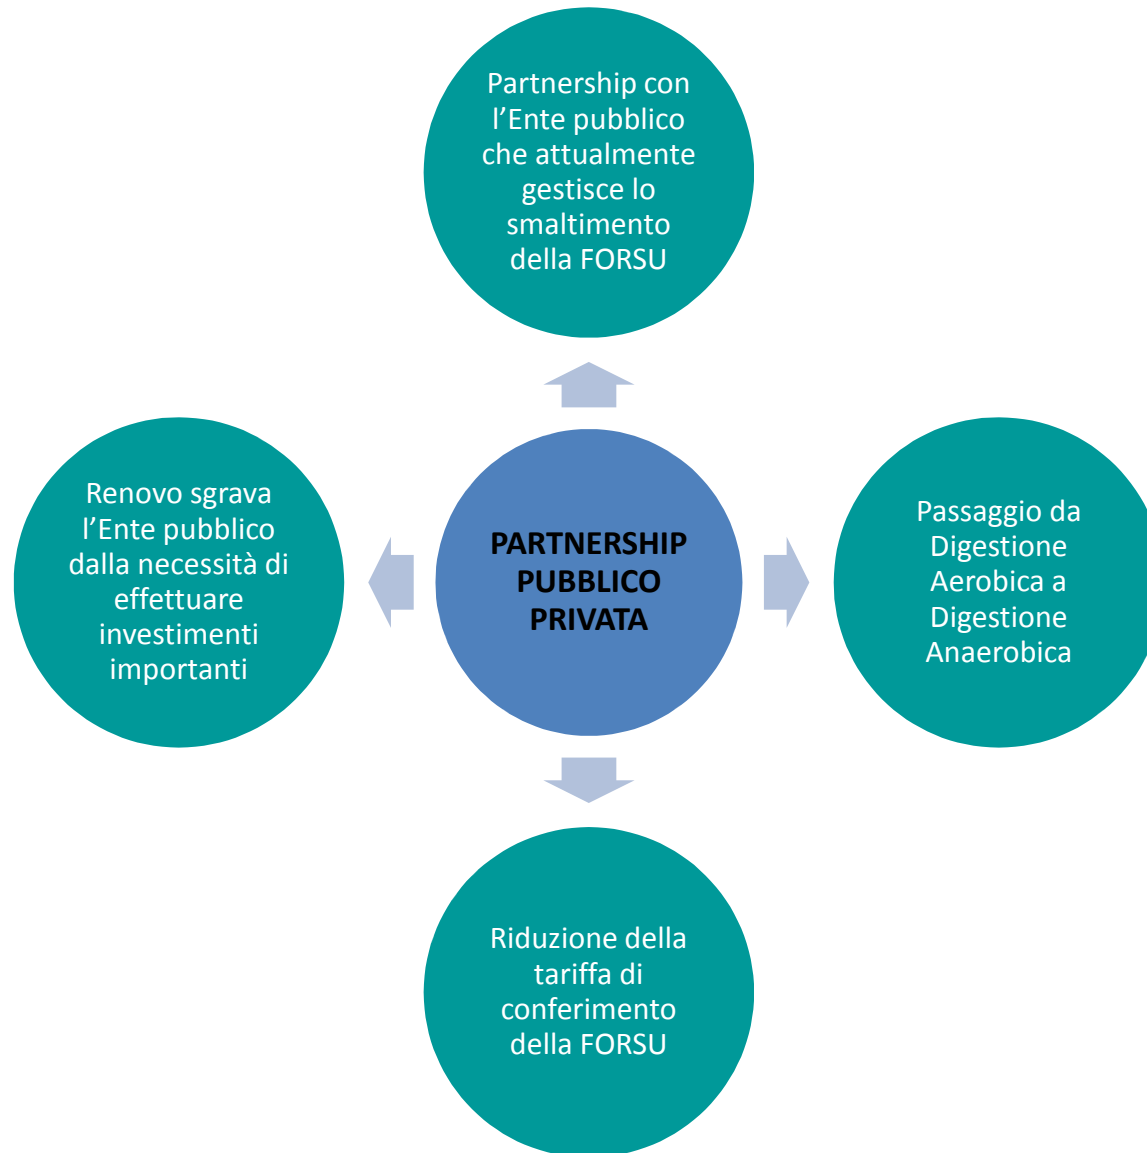 Partnership con
l’Ente pubblico
che attualmente
gestisce lo
smaltimento
della FORSU
Renovo sgrava
l’Ente pubblico
dalla necessità di
effettuare
investimenti
importanti
PARTNERSHIP
PUBBLICO
PRIVATA
Passaggio da
Digestione
Aerobica a
Digestione
Anaerobica
Riduzione della
tariffa di
conferimento
della FORSU